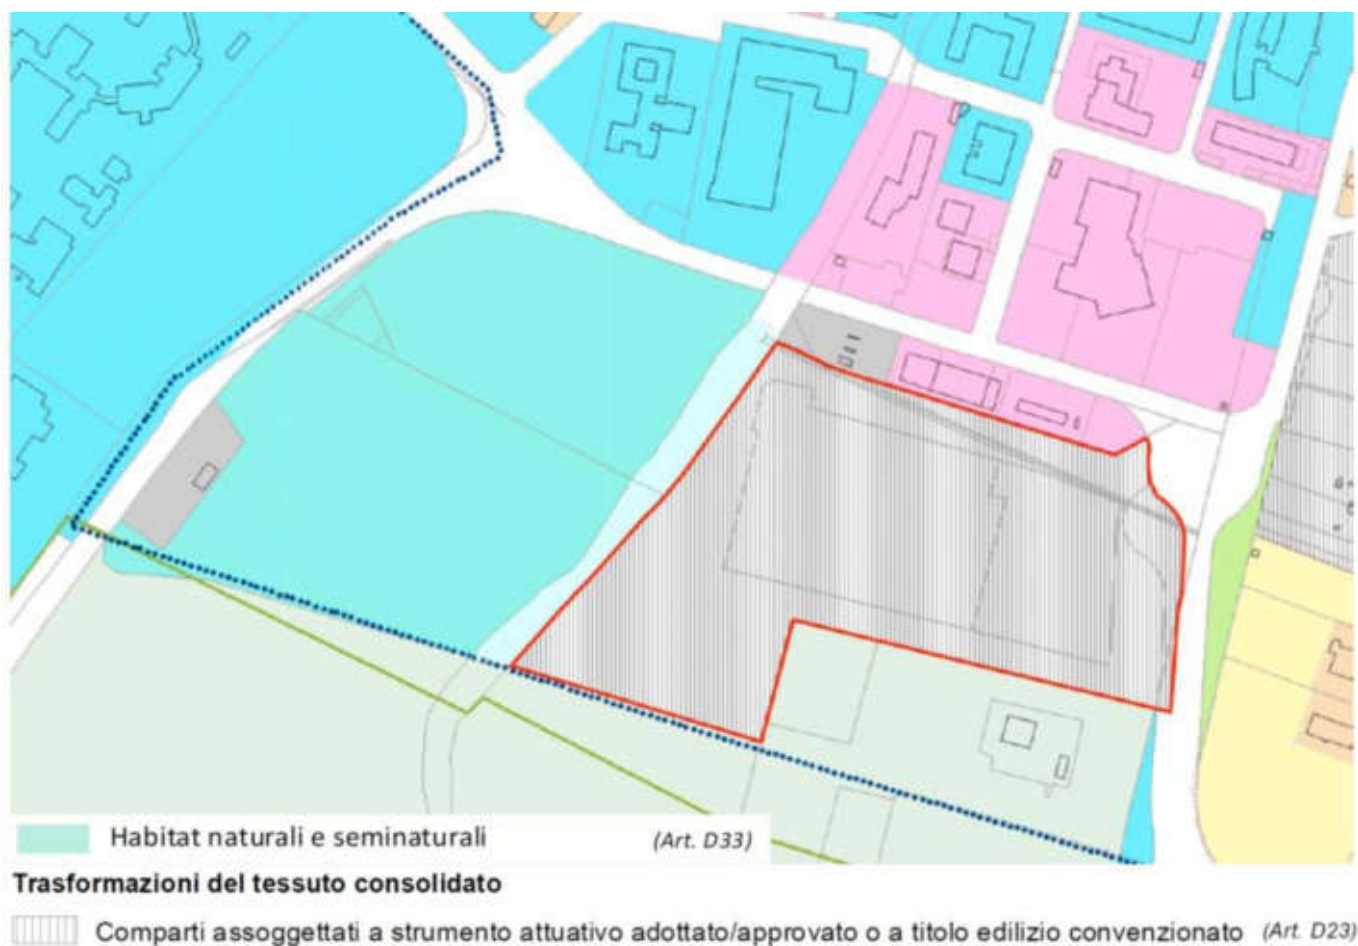 Habitat naturali e seminaturali (Art. D33)
Trasformazioni del tessuto consolidato
Comparti assoggettati a strumento attuativo adottato/approvato o a titolo edilizio convenzionato (Art. D23)